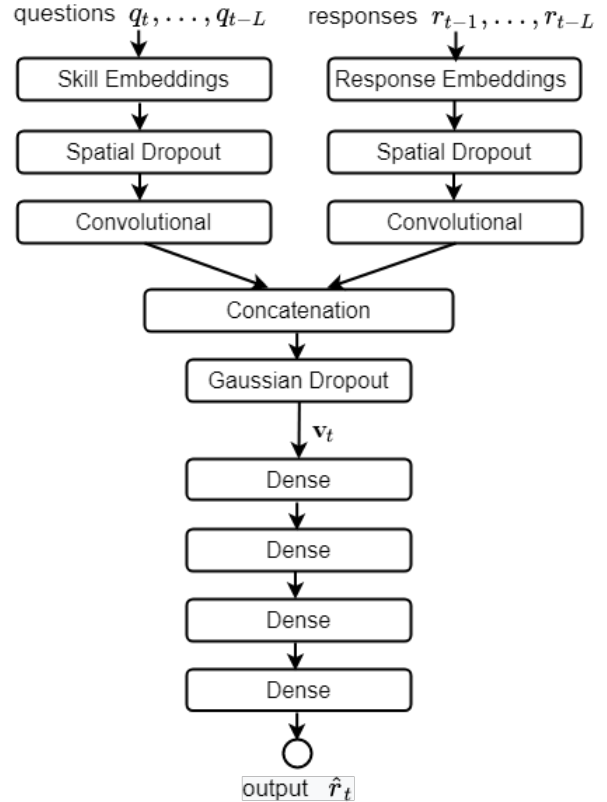 questions q_t, . . . , q_{t-L} responses r_{t-1}, . . . , r_{t-L}
Skill Embeddings Response Embeddings
Spatial Dropout Spatial Dropout
Convolutional Convolutional
Concatenation
Gaussian Dropout
v_t
Dense
Dense
Dense
Dense
output r̂_t